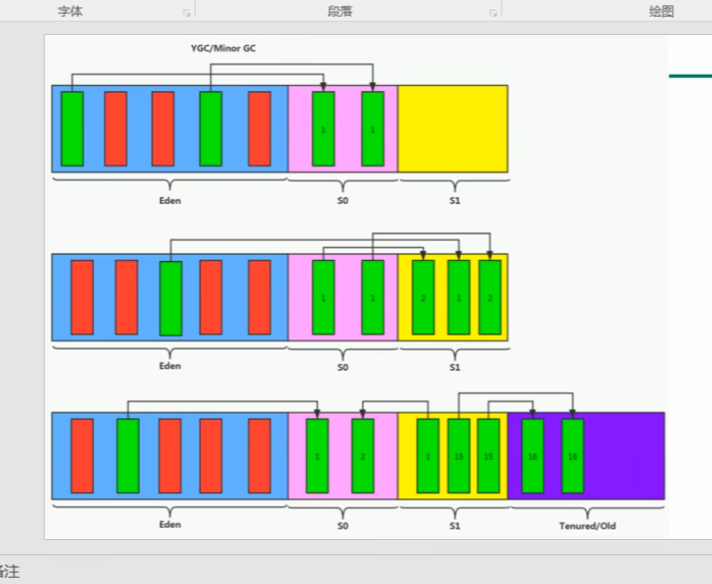 字体 段落 绘图
YGC/Minor GC
1 1
Eden S0 S1
1 1 2 1 2
Eden S0 S1
1 2 1 15 15 16 16
Eden S0 S1 Tenured/Old
备注